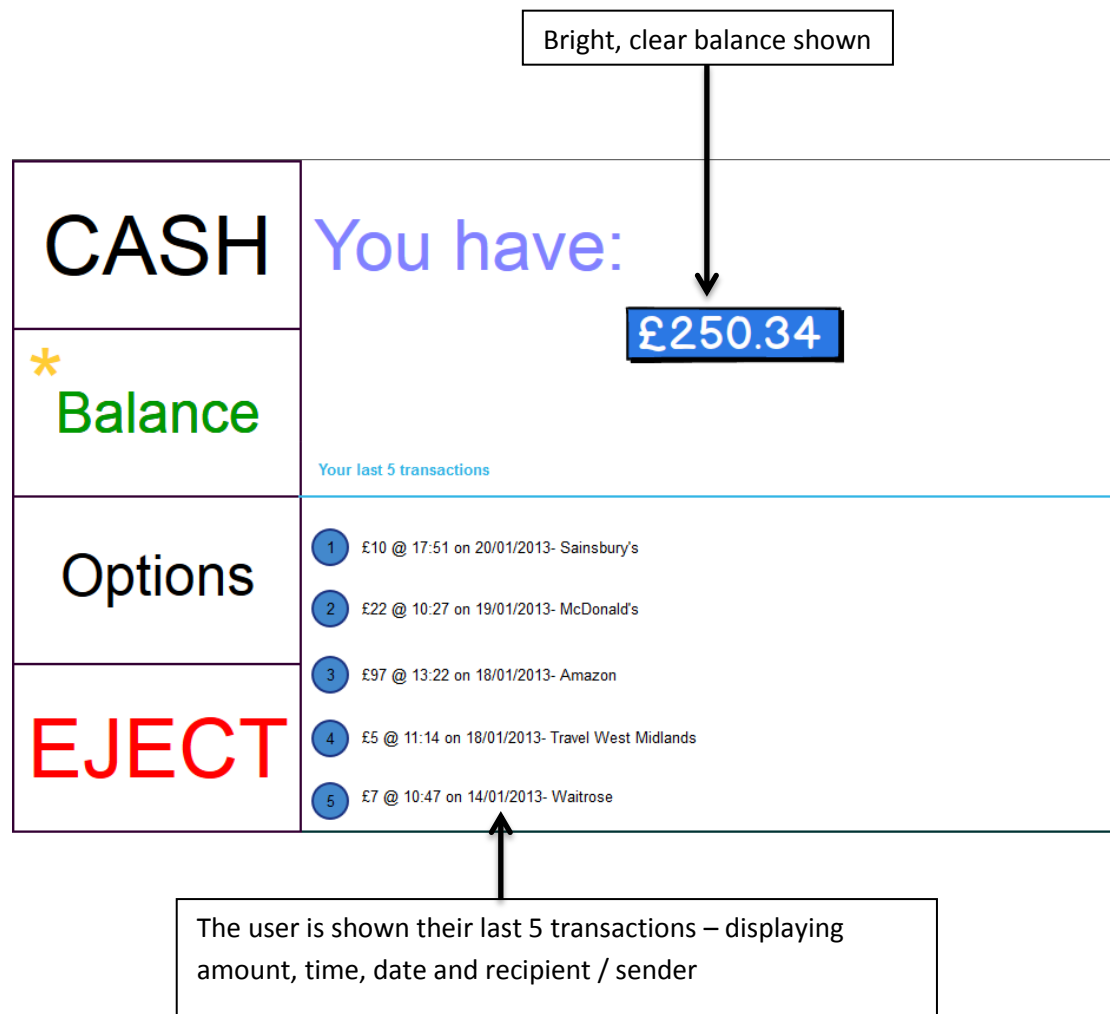 Bright, clear balance shown
CASH
You have:
£250.34
*
Balance
Your last 5 transactions
Options
1 £10 @ 17:51 on 20/01/2013- Sainsbury's
2 £22 @ 10:27 on 19/01/2013- McDonald's
3 £97 @ 13:22 on 18/01/2013- Amazon
EJECT
4 £5 @ 11:14 on 18/01/2013- Travel West Midlands
5 £7 @ 10:47 on 14/01/2013- Waitrose
The user is shown their last 5 transactions – displaying
amount, time, date and recipient / sender